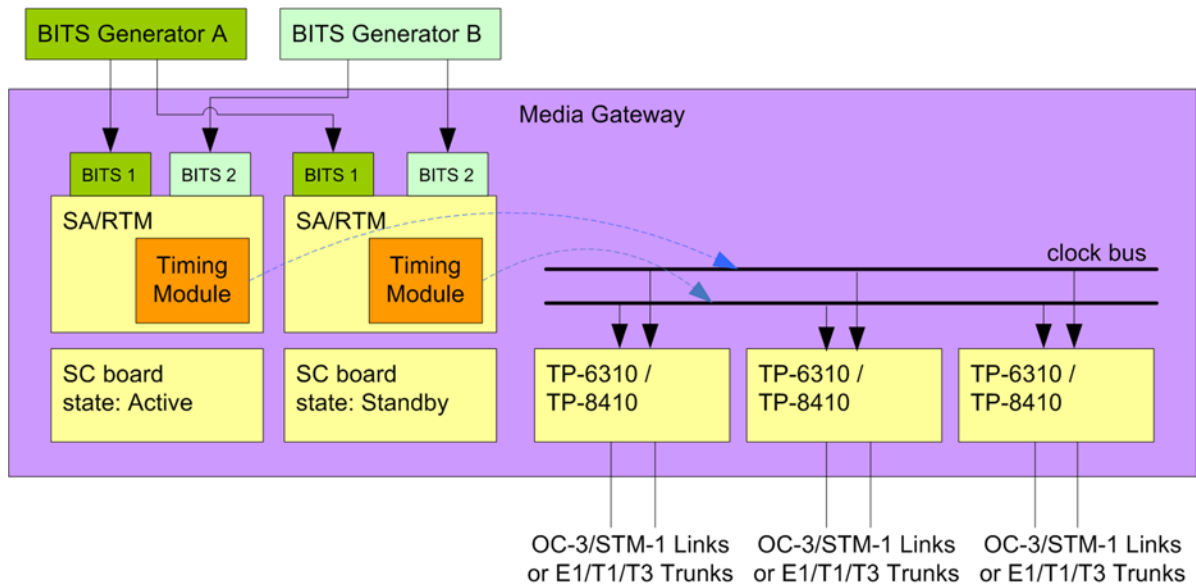 BITS Generator A
BITS Generator B
Media Gateway
BITS 1
BITS 2
BITS 1
BITS 2
SA/RTM
Timing
Module
SA/RTM
Timing
Module
clock bus
SC board
state: Active
SC board
state: Standby
TP-6310 /
TP-8410
TP-6310 /
TP-8410
TP-6310 /
TP-8410
OC-3/STM-1 Links
or E1/T1/T3 Trunks
OC-3/STM-1 Links
or E1/T1/T3 Trunks
OC-3/STM-1 Links
or E1/T1/T3 Trunks